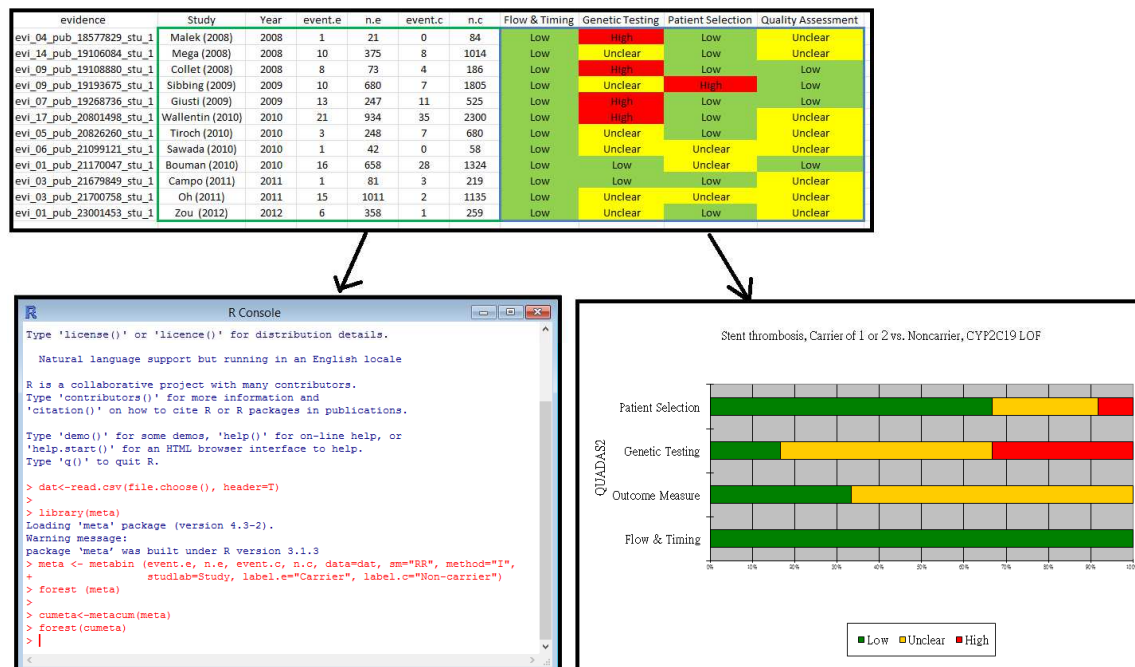 evidence Study Year event.e n.e event.c n.c Flow & Timing Genetic Testing Patient Selection Quality Assessment
evi_04_pub_18577829_stu_1 Malek (2008) 2008 1 21 0 84 Low High Low Unclear
evi_14_pub_19106084_stu_1 Mega (2008) 2008 10 375 8 1014 Low Unclear Low Unclear
evi_09_pub_19108880_stu_1 Collet (2008) 2008 8 73 4 186 Low High Low Low
evi_09_pub_19193675_stu_1 Sibbing (2009) 2009 10 680 7 1805 Low Unclear High Low
evi_07_pub_19268736_stu_1 Giusti (2009) 2009 13 247 11 525 Low High Low Low
evi_17_pub_20801498_stu_1 Wallentin (2010) 2010 21 934 35 2300 Low High Low Unclear
evi_05_pub_20826260_stu_1 Tiroch (2010) 2010 3 248 7 680 Low Unclear Low Unclear
evi_06_pub_21099121_stu_1 Sawada (2010) 2010 1 42 0 58 Low Unclear Unclear Unclear
evi_01_pub_21170047_stu_1 Bouman (2010) 2010 16 658 28 1324 Low Low Unclear Low
evi_03_pub_21679849_stu_1 Campo (2011) 2011 1 81 3 219 Low Low Low Unclear
evi_03_pub_21700758_stu_1 Oh (2011) 2011 15 1011 2 1135 Low Unclear Unclear Unclear
evi_01_pub_23001453_stu_1 Zou (2012) 2012 6 358 1 259 Low Unclear Low Unclear
R Console
Type 'license()' or 'licence()' for distribution details.
Natural language support but running in an English locale
R is a collaborative project with many contributors.
Type 'contributors()' for more information and
'citation()' on how to cite R or R packages in publications.
Type 'demo()' for some demos, 'help()' for on-line help, or
'help.start()' for an HTML browser interface to help.
Type 'q()' to quit R.
> dat<-read.csv(file.choose(), header=T)
>
> library(meta)
Loading 'meta' package (version 4.3-2).
Warning message:
package ‘meta’ was built under R version 3.1.3
> meta <- metabin (event.e, n.e, event.c, n.c, data=dat, sm="RR", method="I",
+ studlab=Study, label.e="Carrier", label.c="Non-carrier")
> forest (meta)
>
> cumeta<-metacum(meta)
> forest(cumeta)
>
Stent thrombosis, Carrier of 1 or 2 vs. Noncarrier, CYP2C19 LOF
QUADAS2
Patient Selection
Genetic Testing
Outcome Measure
Flow & Timing
0% 10% 20% 30% 40% 50% 60% 70% 80% 90% 100%
Low Unclear High